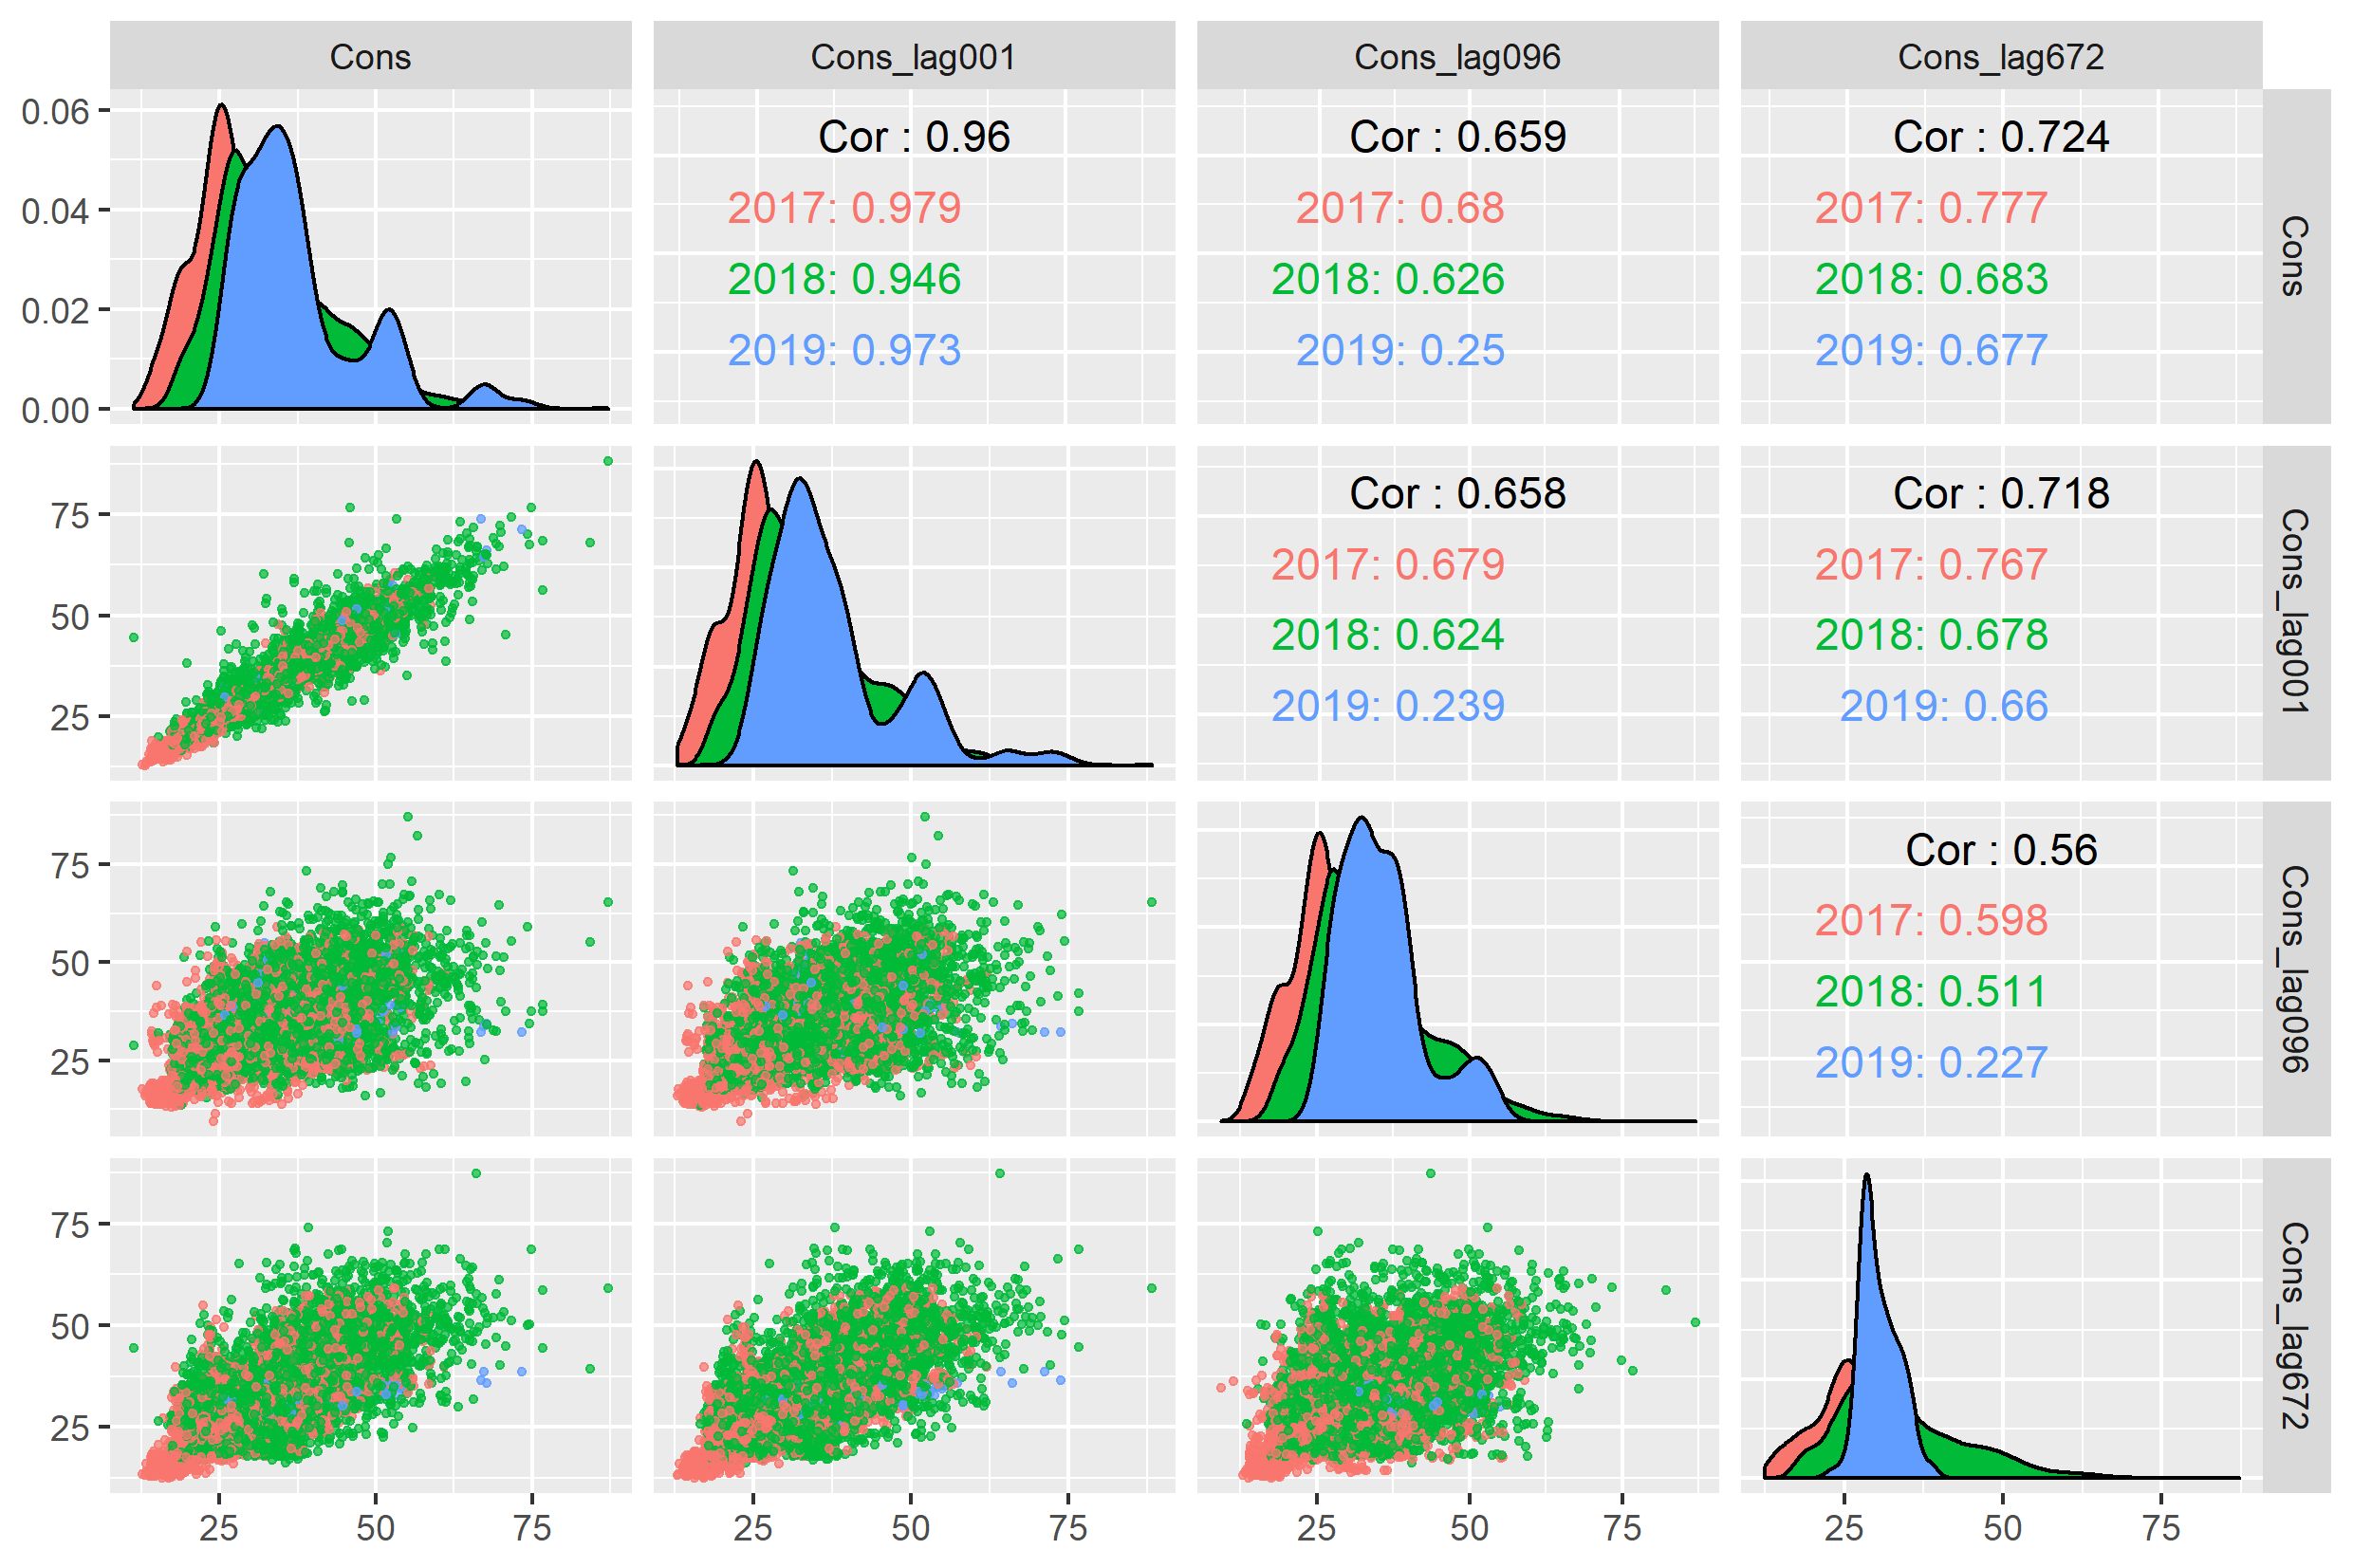 Cons Cons_lag001 Cons_lag096 Cons_lag672
0.06
0.04
0.02
0.00
Cor : 0.96
2017: 0.979
2018: 0.946
2019: 0.973
Cor : 0.659
2017: 0.68
2018: 0.626
2019: 0.25
Cor : 0.724
2017: 0.777
2018: 0.683
2019: 0.677
Cons
75
50
25
Cor : 0.658
2017: 0.679
2018: 0.624
2019: 0.239
Cor : 0.718
2017: 0.767
2018: 0.678
2019: 0.66
Cons_lag001
75
50
25
Cor : 0.56
2017: 0.598
2018: 0.511
2019: 0.227
Cons_lag096
75
50
25
Cons_lag672
25 50 75 25 50 75 25 50 75 25 50 75